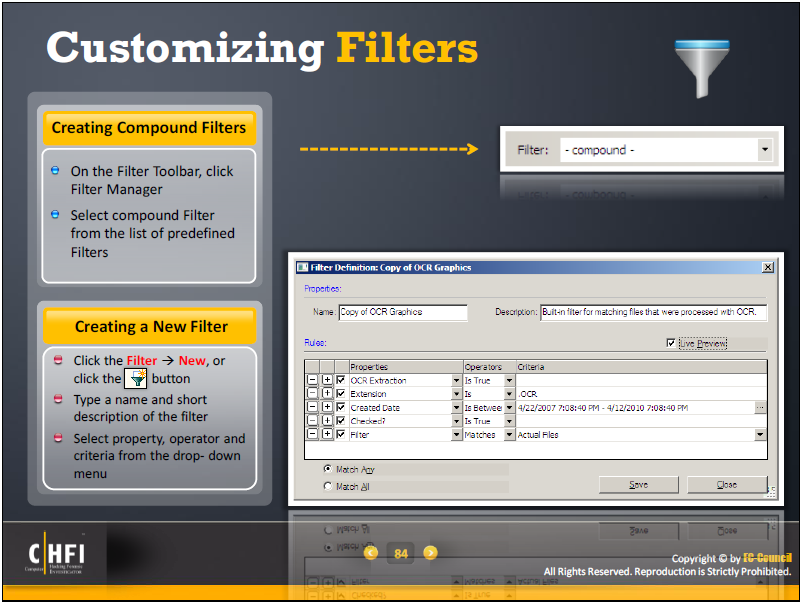 Customizing Filters
Creating Compound Filters
On the Filter Toolbar, click
Filter Manager
Select compound Filter
from the list of predefined
Filters
Filter: - compound -
Creating a New Filter
Click the Filter → New, or
click the button
Type a name and short
description of the filter
Select property, operator and
criteria from the drop- down
menu
Filter Definition: Copy of OCR Graphics
Properties:
Name: Copy of OCR Graphics Description: Built-in filter for matching files that were processed with OCR.
Rules: Live Preview
Properties Operators Criteria
OCR Extraction Is True
Extension Is .OCR
Created Date Is Betwee 4/22/2007 7:08:40 PM - 4/12/2010 7:08:40 PM ...
Checked? Is True
Filter Matches Actual Files
Match Any
Match All
Save Close
CHFI
Computer Hacking Forensic
INVESTIGATOR
84
Copyright © by EC-Council
All Rights Reserved. Reproduction is Strictly Prohibited.